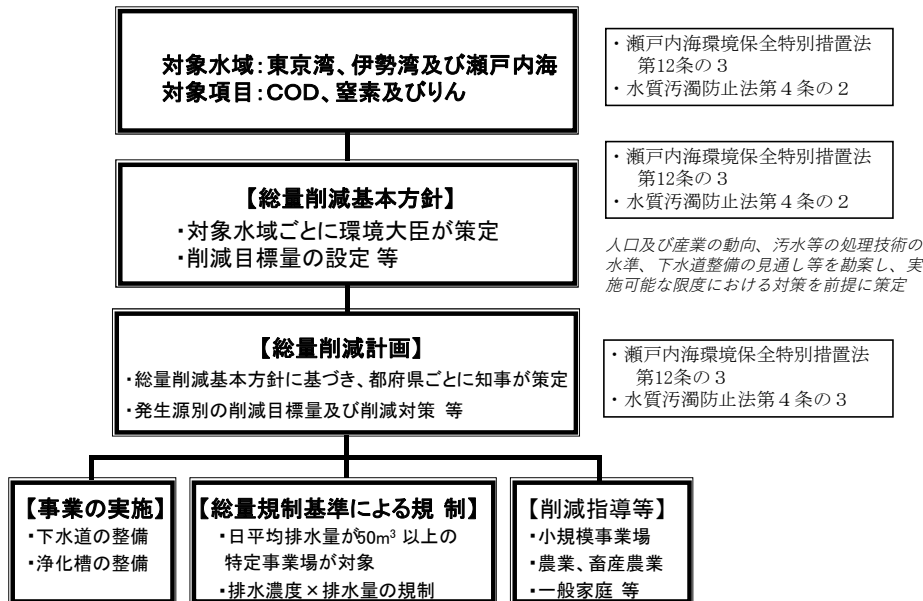 対象水域：東京湾、伊勢湾及び瀬戸内海
対象項目：COD、窒素及びりん
・瀬戸内海環境保全特別措置法
第12条の３
・水質汚濁防止法第４条の２
【総量削減基本方針】
・対象水域ごとに環境大臣が策定
・削減目標量の設定 等
・瀬戸内海環境保全特別措置法
第12条の３
・水質汚濁防止法第４条の２
人口及び産業の動向、汚水等の処理技術の
水準、下水道整備の見通し等を勘案し、実
施可能な限度における対策を前提に策定
【総量削減計画】
・総量削減基本方針に基づき、都府県ごとに知事が策定
・発生源別の削減目標量及び削減対策 等
・瀬戸内海環境保全特別措置法
第12条の３
・水質汚濁防止法第４条の３
【事業の実施】
・下水道の整備
・浄化槽の整備
【総量規制基準による規 制】
・日平均排水量が50m³ 以上の
特定事業場が対象
・排水濃度×排水量の規制
【削減指導等】
・小規模事業場
・農業、畜産農業
・一般家庭 等